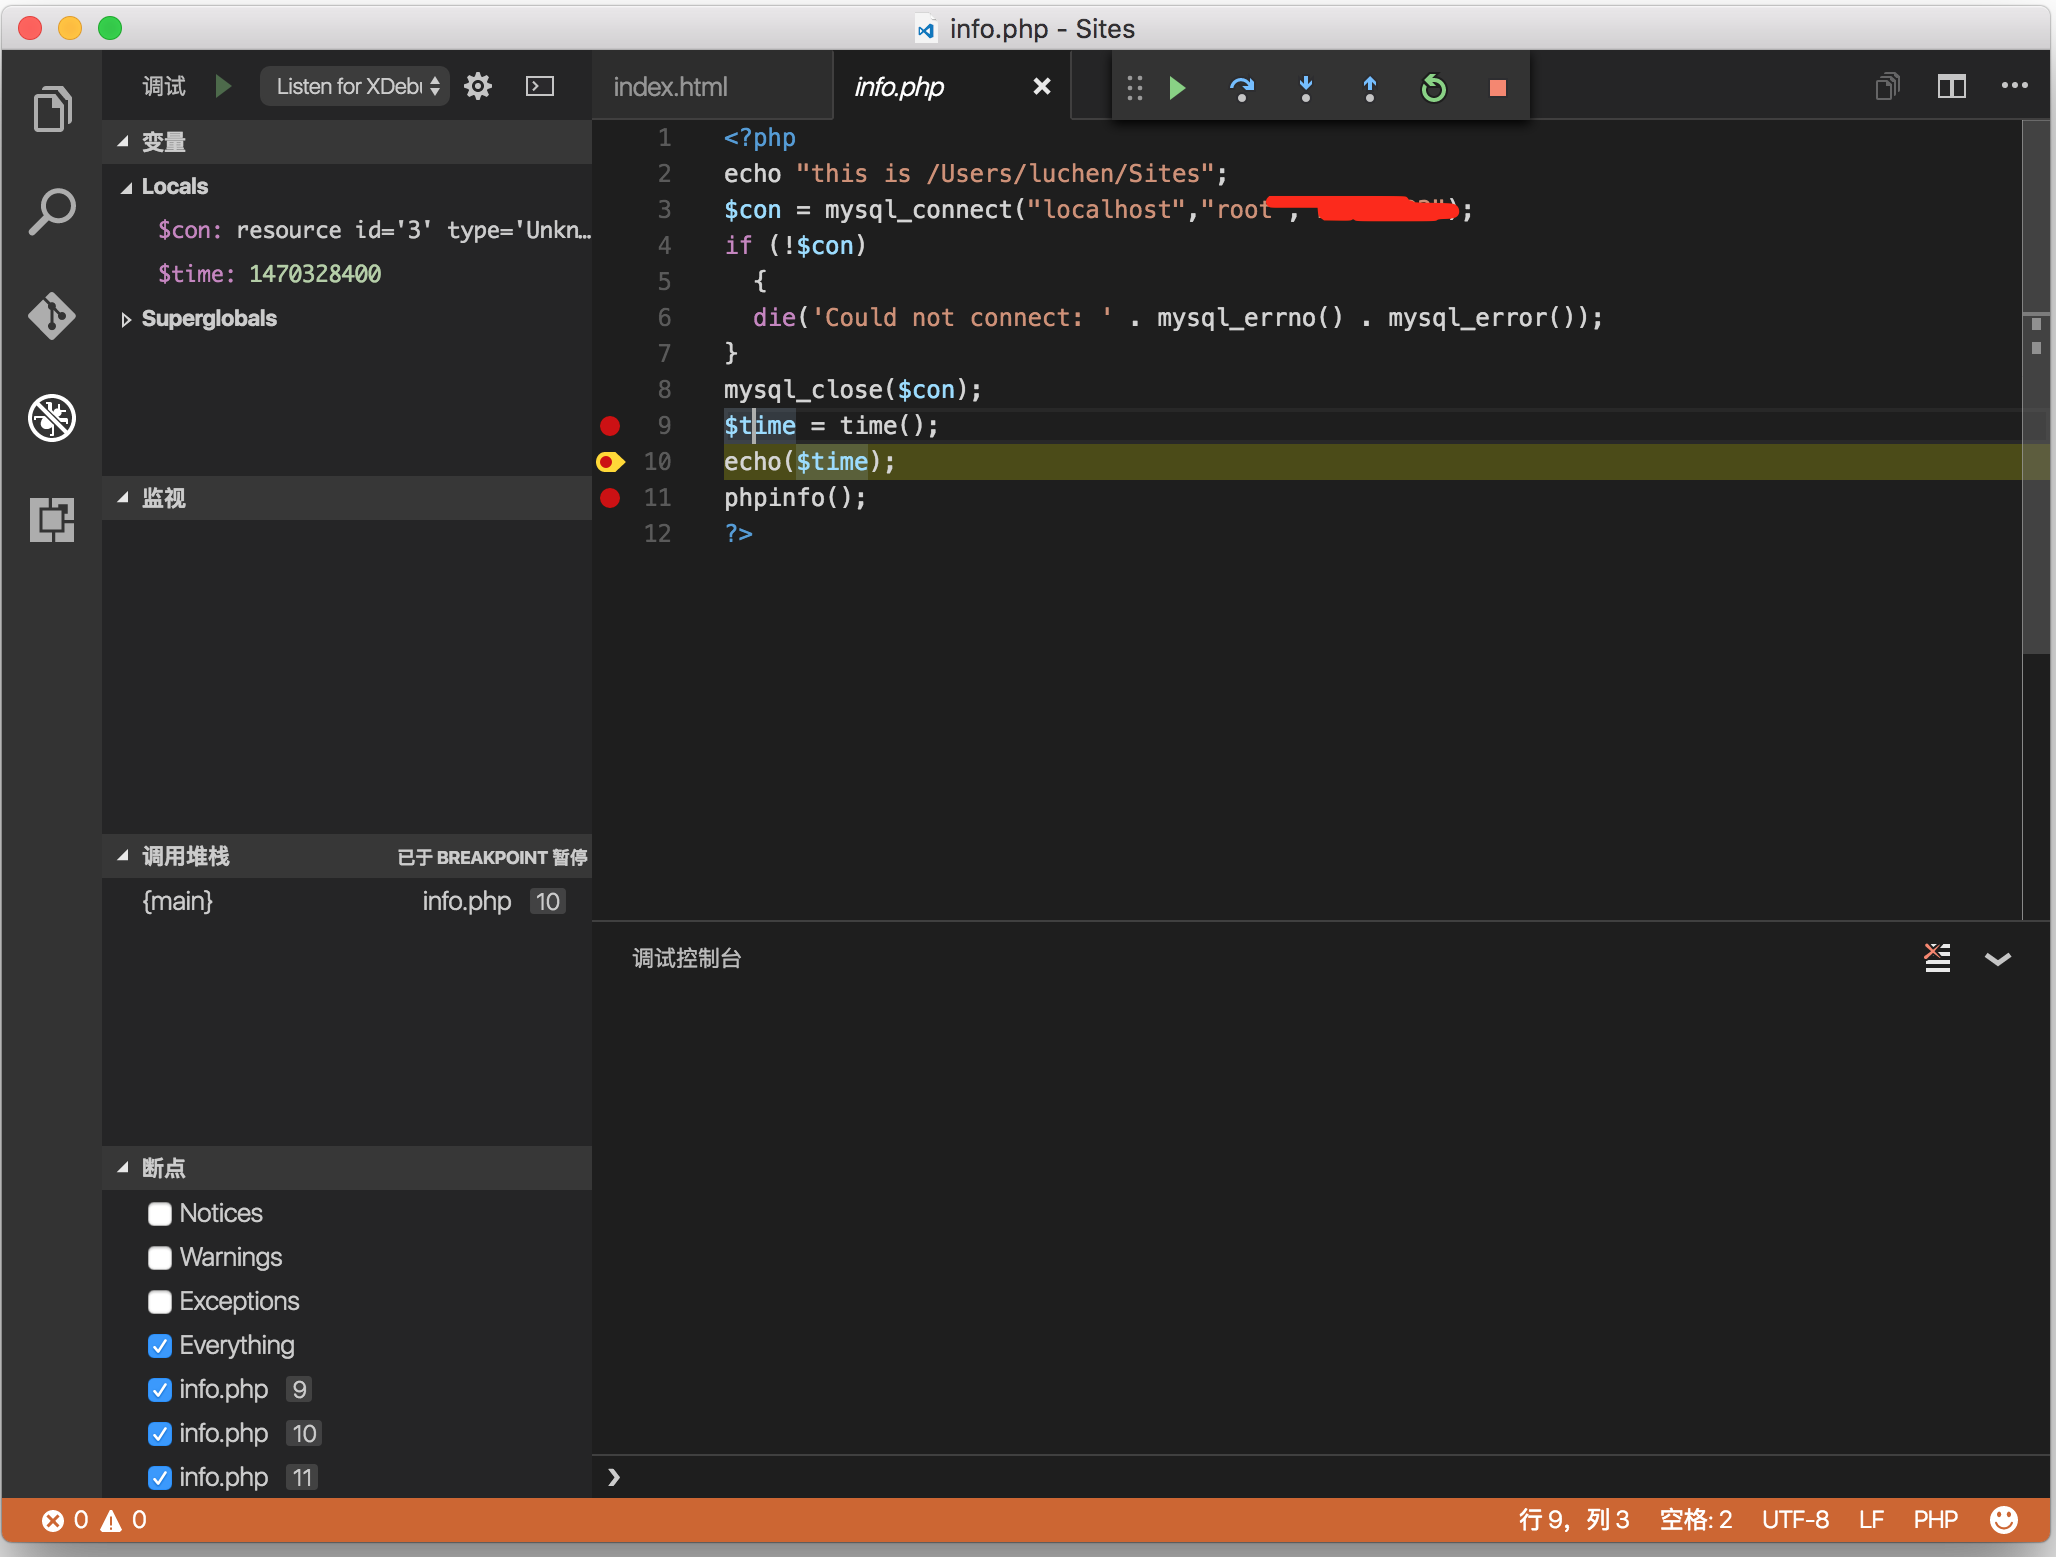 info.php - Sites
调试 Listen for XDebu
index.html info.php
变量
Locals
$con: resource id='3' type='Unkn...
$time: 1470328400
Superglobals
监视
调用堆栈 已于 BREAKPOINT 暂停
{main} info.php 10
断点
Notices
Warnings
Exceptions
Everything
info.php 9
info.php 10
info.php 11
1 <?php
2 echo "this is /Users/luchen/Sites";
3 $con = mysql_connect("localhost","root , );
4 if (!$con)
5 {
6 die('Could not connect: ' . mysql_errno() . mysql_error());
7 }
8 mysql_close($con);
9 $time = time();
10 echo($time);
11 phpinfo();
12 ?>
调试控制台
0 0
行 9，列 3 空格: 2 UTF-8 LF PHP